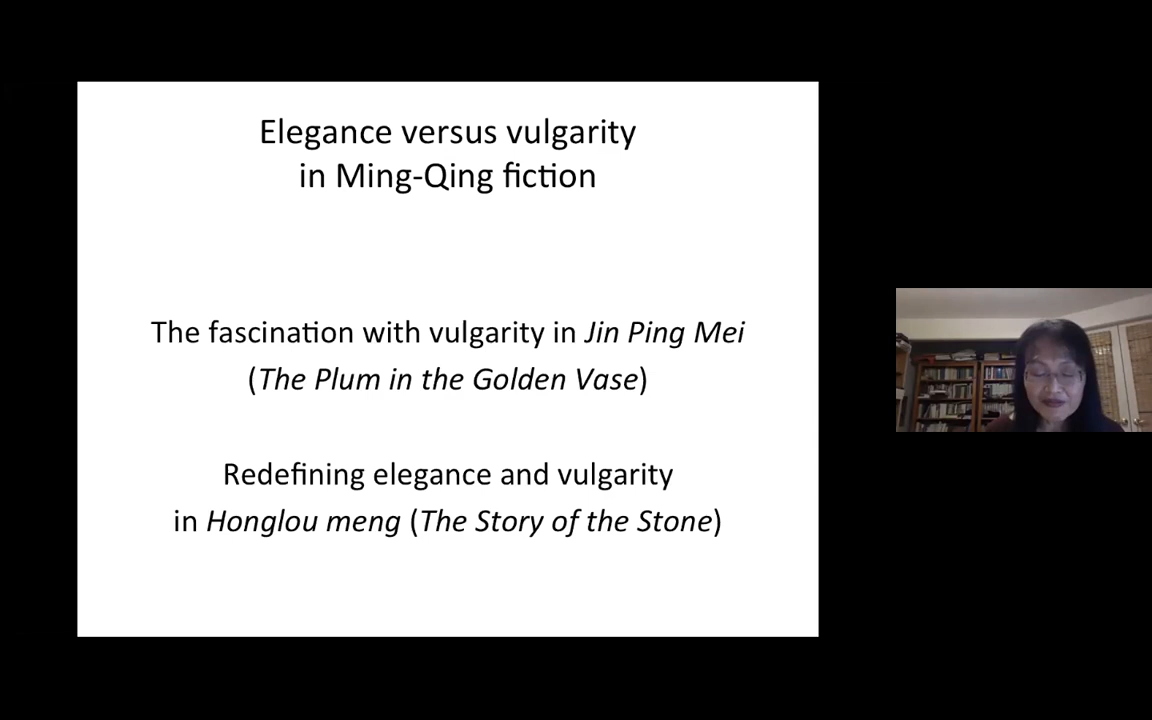 Elegance versus vulgarity
in Ming-Qing fiction
The fascination with vulgarity in Jin Ping Mei
(The Plum in the Golden Vase)
Redefining elegance and vulgarity
in Honglou meng (The Story of the Stone)